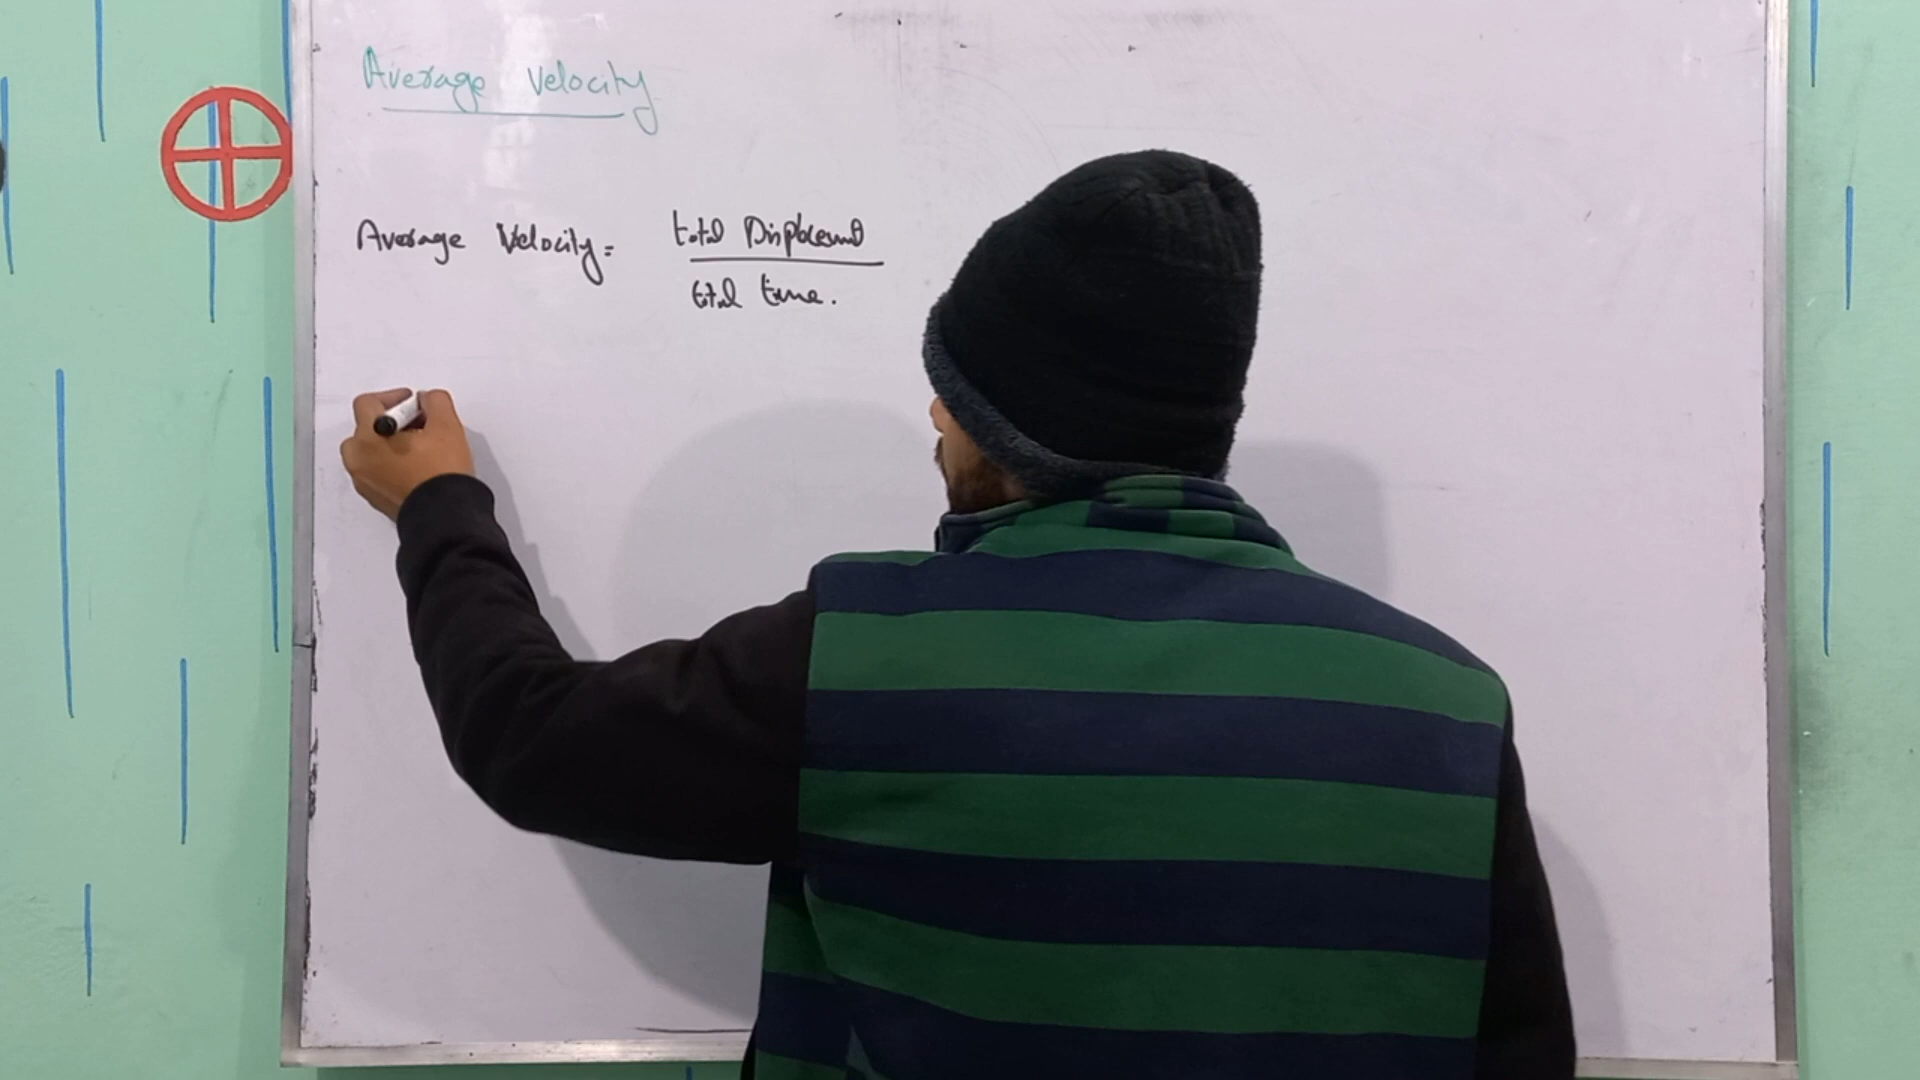 Average Velocity
Average Velocity = total Displacement
total time.